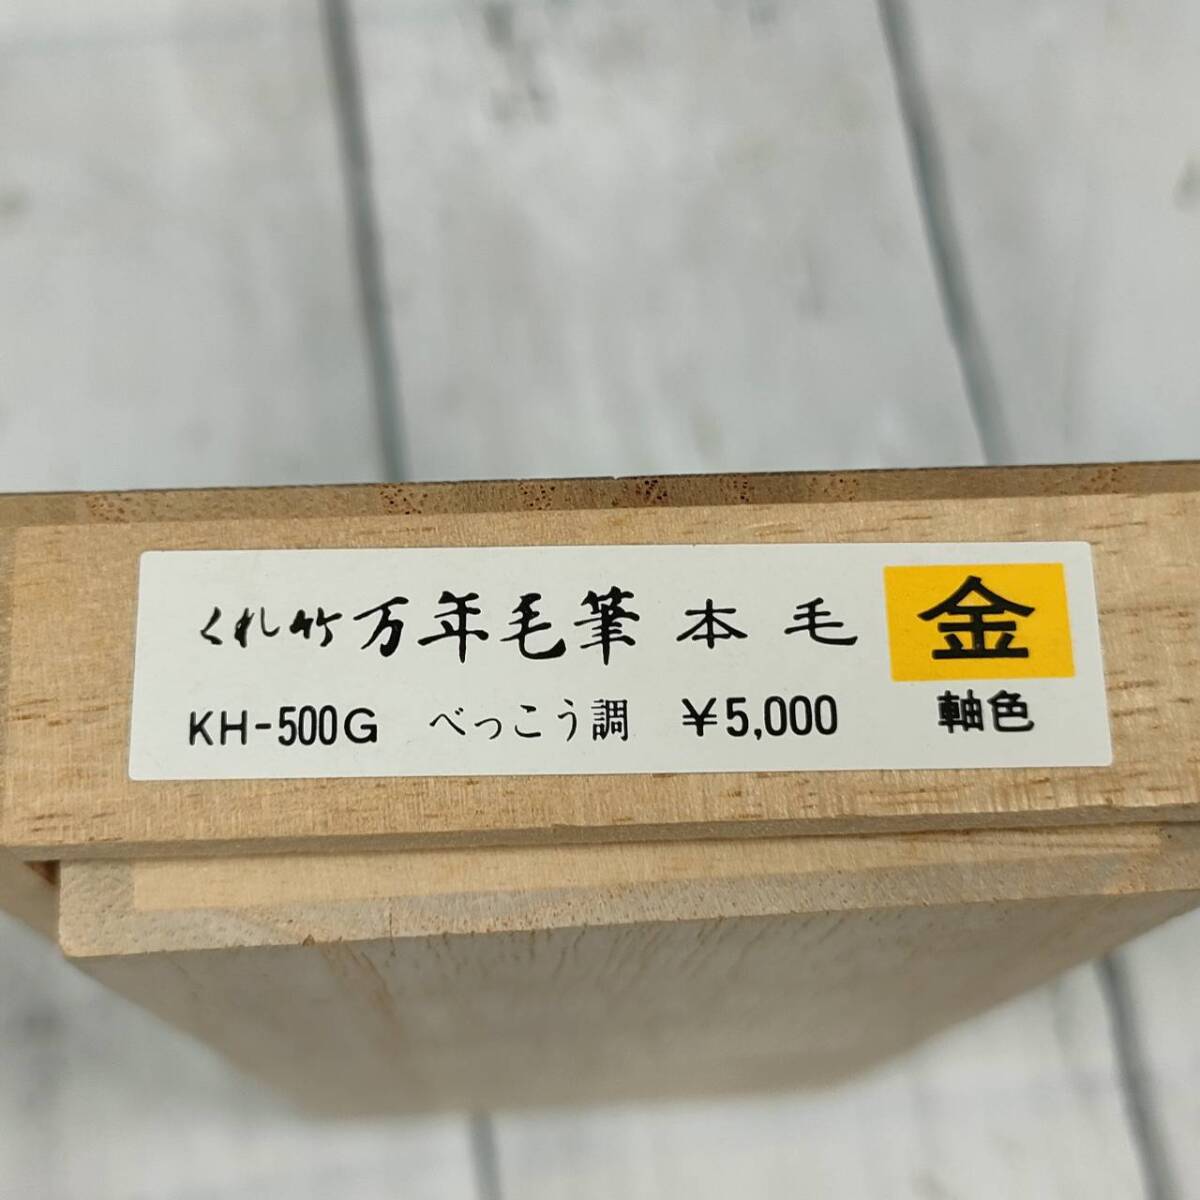 くれ竹 万年毛筆 本毛 金
KH-500G べっこう調 ¥5,000 軸色